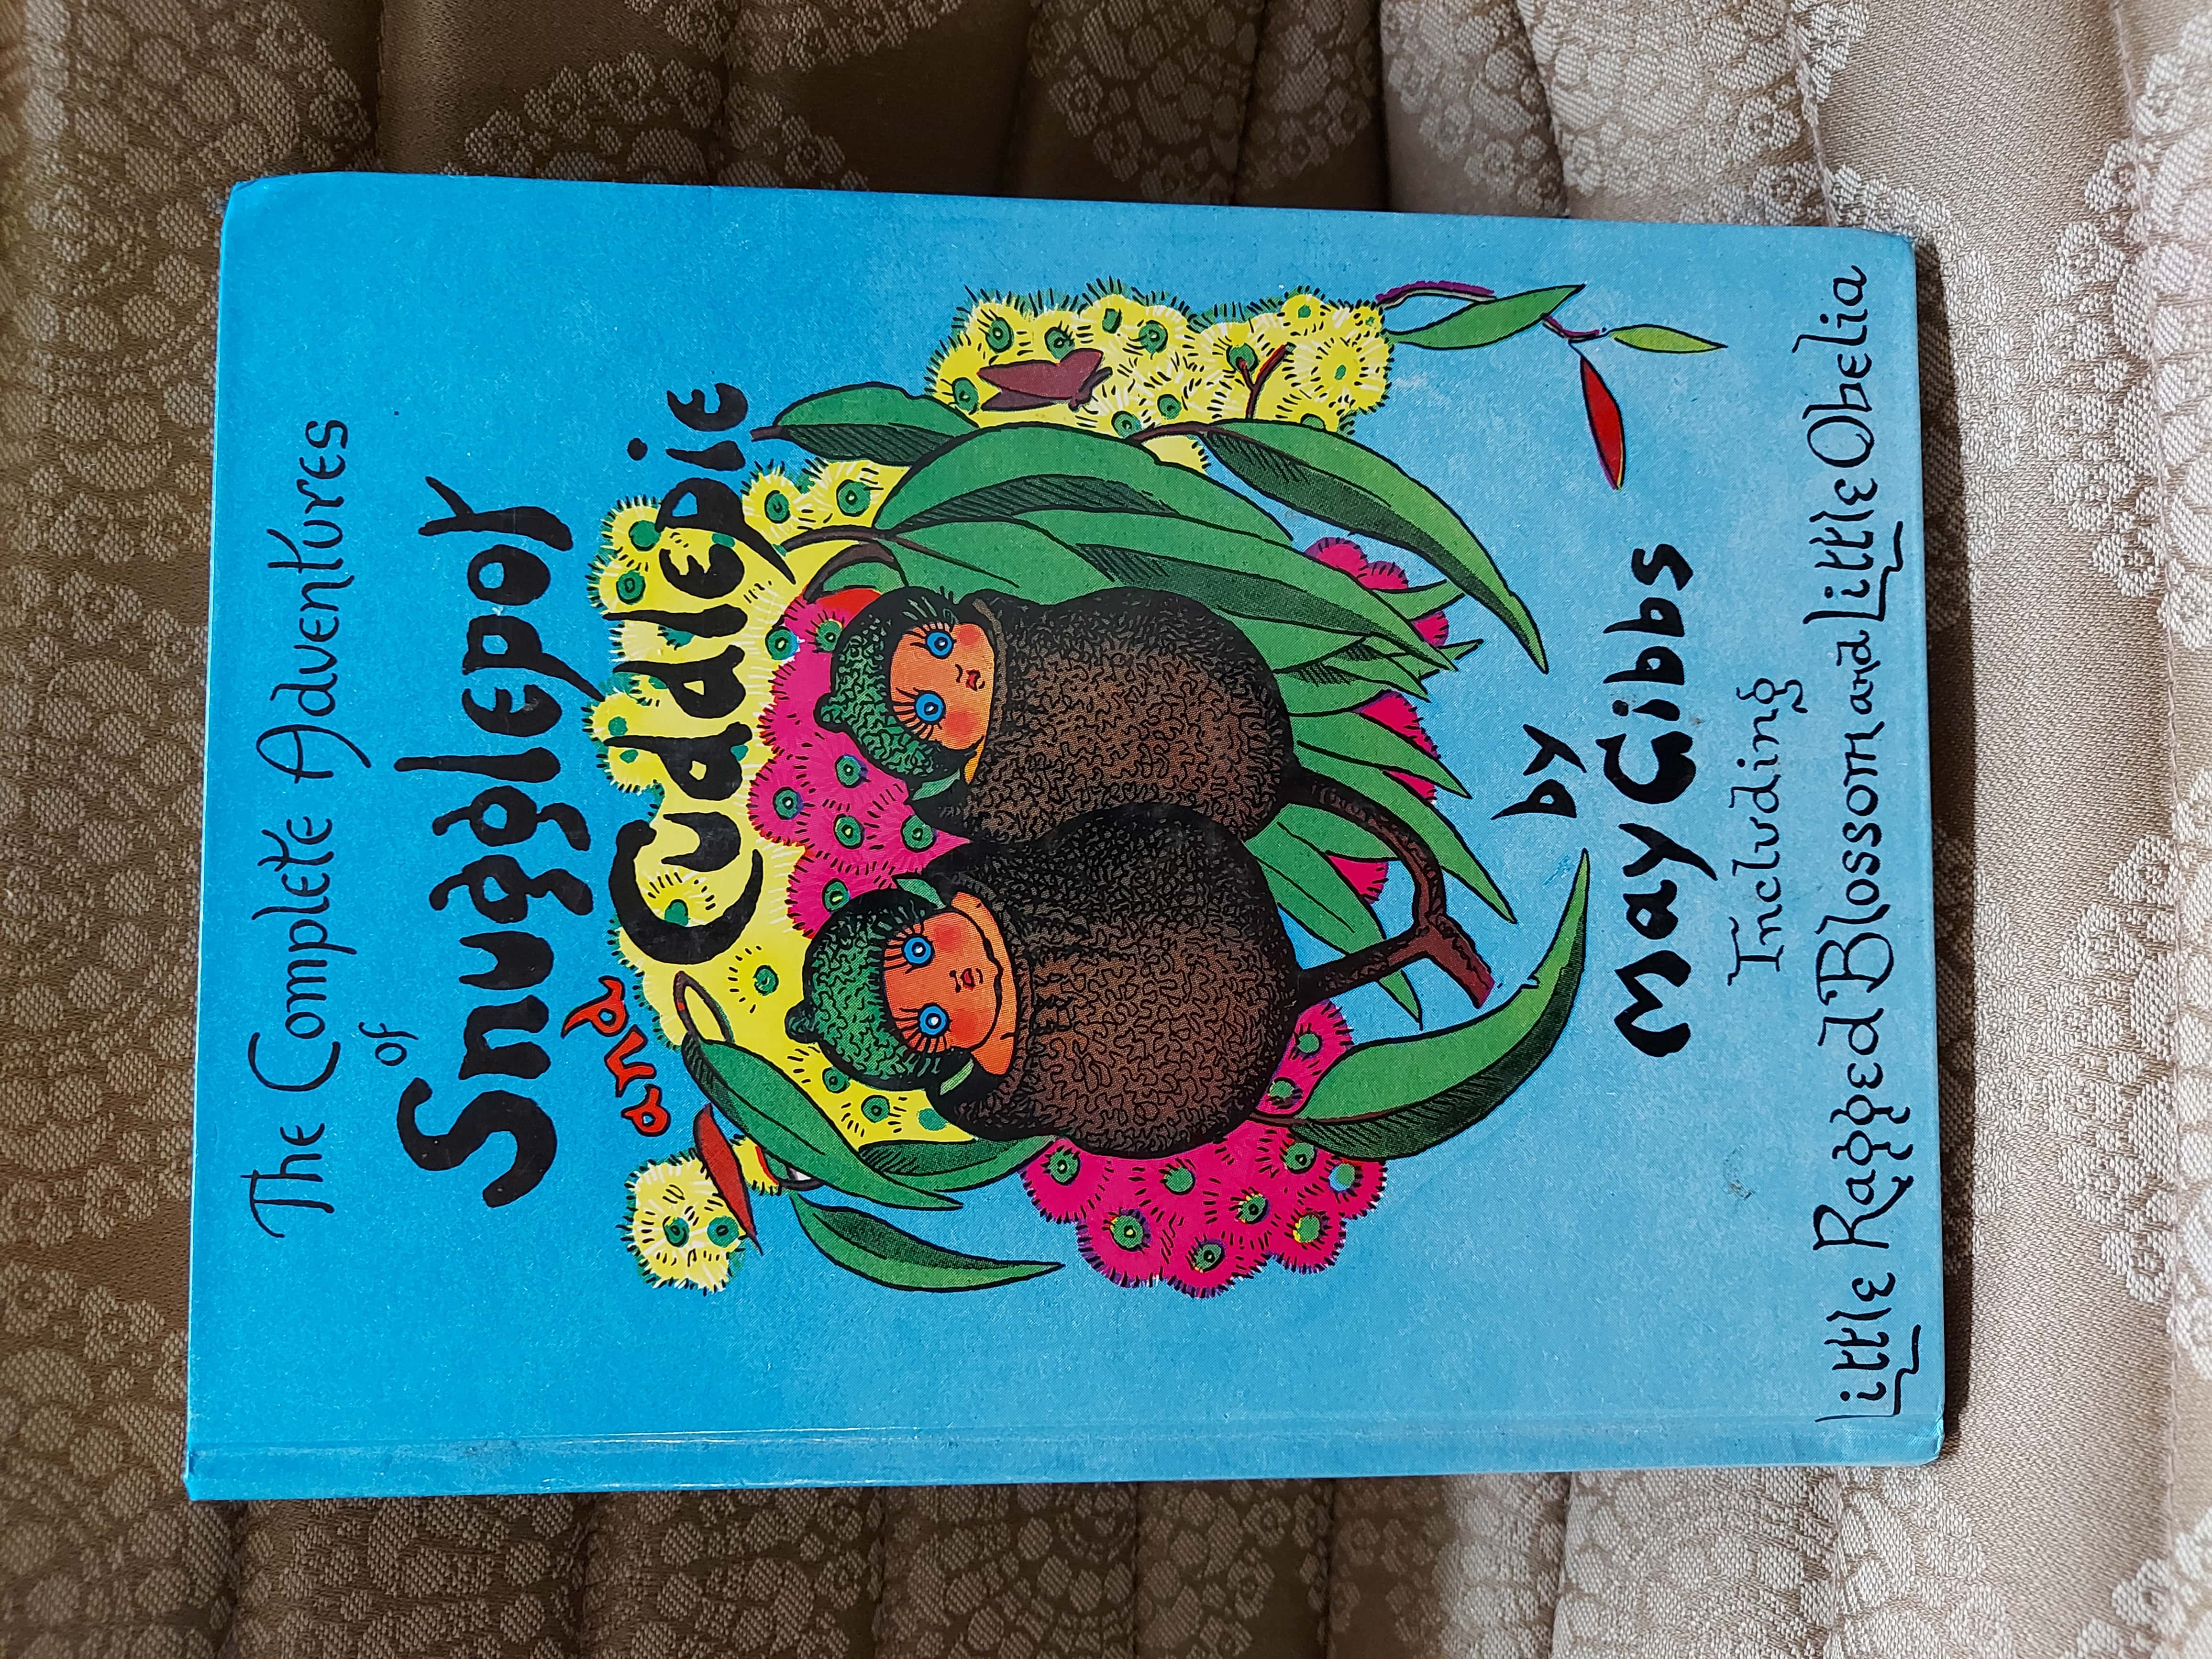 The Complete Adventures
of
Snugglepot
and
Cuddlepie
by
May Gibbs
Including
Little Ragged Blossom and Little Obelia